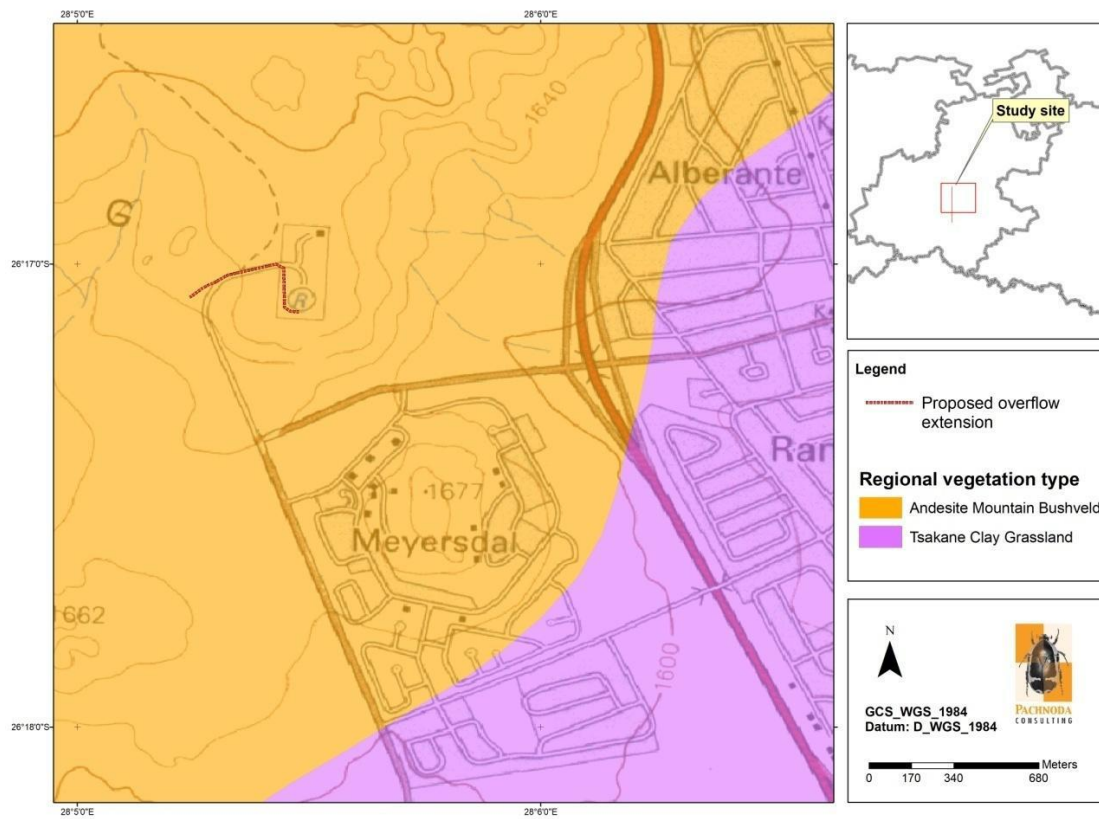 28°5'0"E
28°6'0"E
1640
K
Alberante
G
26°17'0"S
R
K
Ran
1677
Meyersdal
1662
1600
26°18'0"S
28°5'0"E
28°6'0"E
Study site
Legend
Proposed overflow
extension
Regional vegetation type
Andesite Mountain Bushveld
Tsakane Clay Grassland
N
GCS_WGS_1984
Datum: D_WGS_1984
PACHNODA
CONSULTING
Meters
0 170 340 680